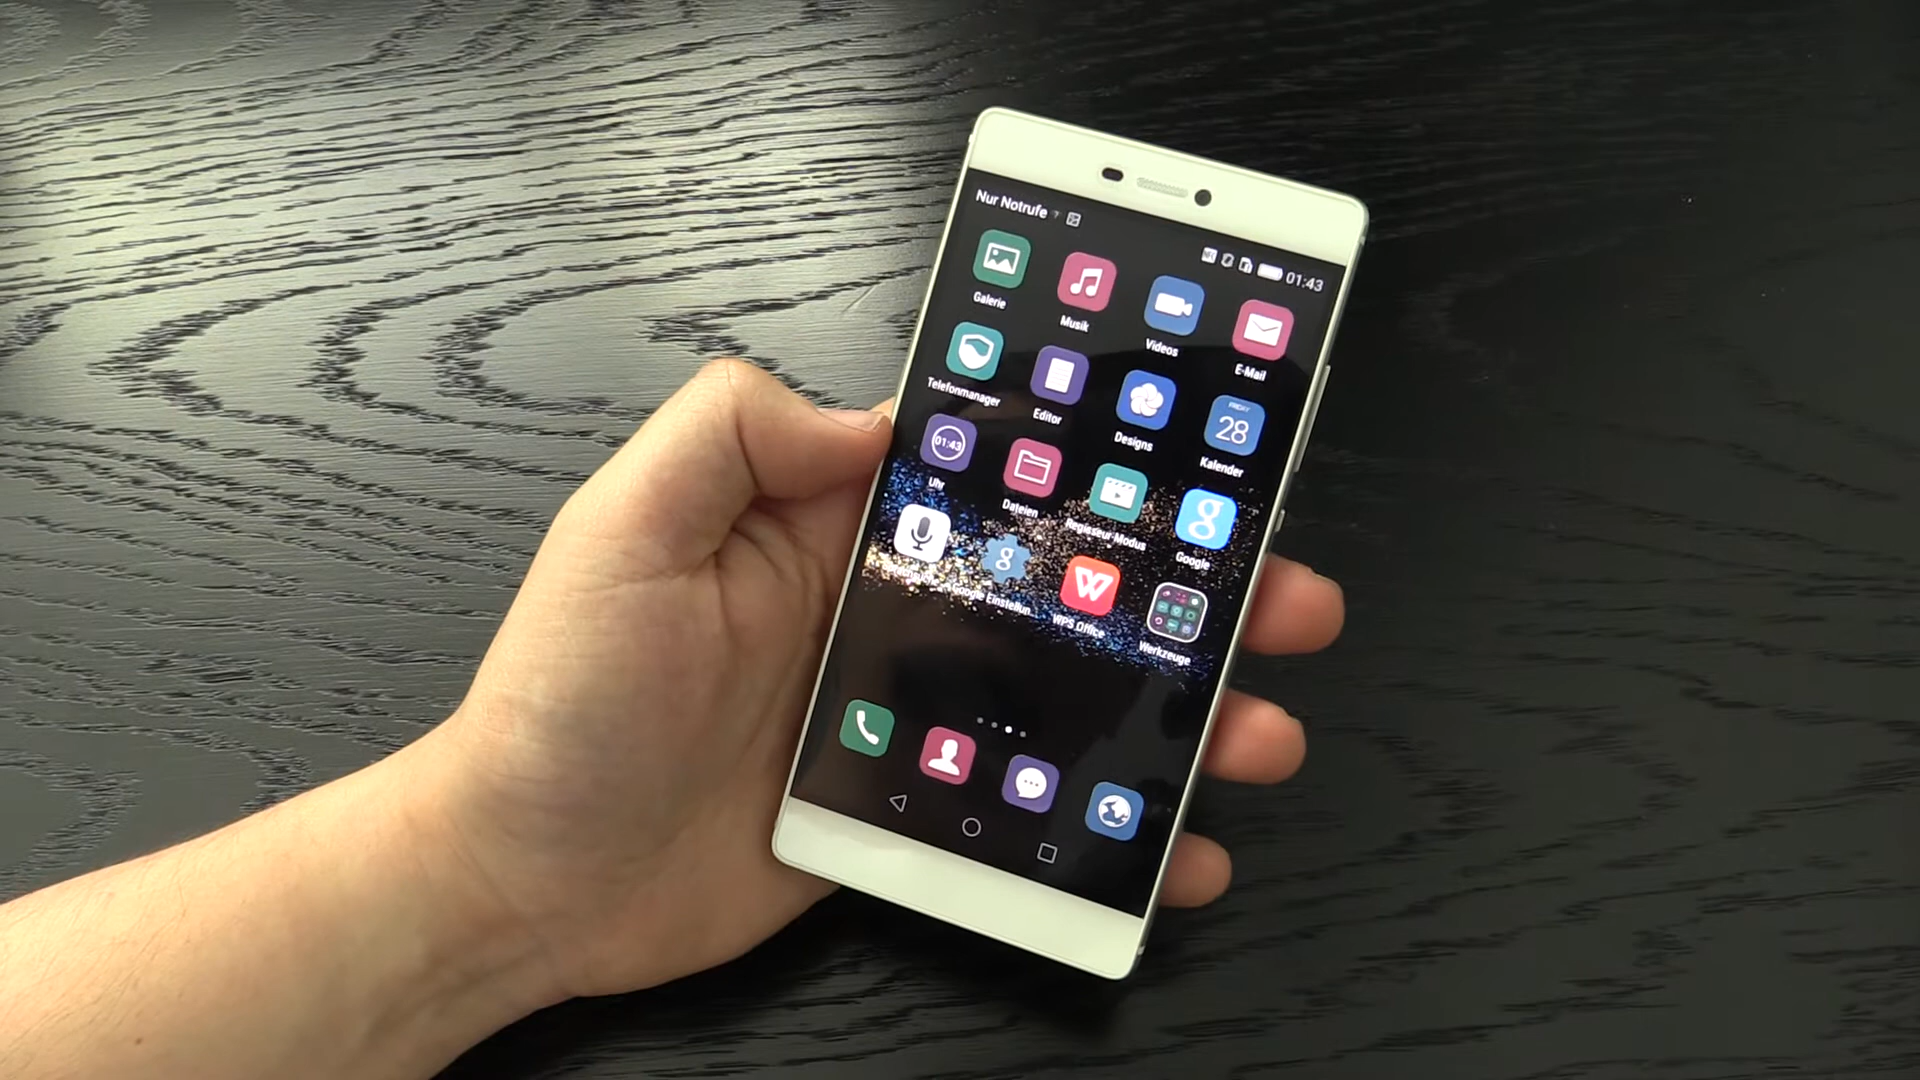 Nur Notrufe ?
01:43
Galerie
Musik
Videos
E-Mail
Telefonmanager
Editor
Designs
FRIDAY
28
Kalender
01:43
Uhr
Dateien
Regisseur-Modus
g
Google
g
Google Einstellun
W
WPS Office
Werkzeuge